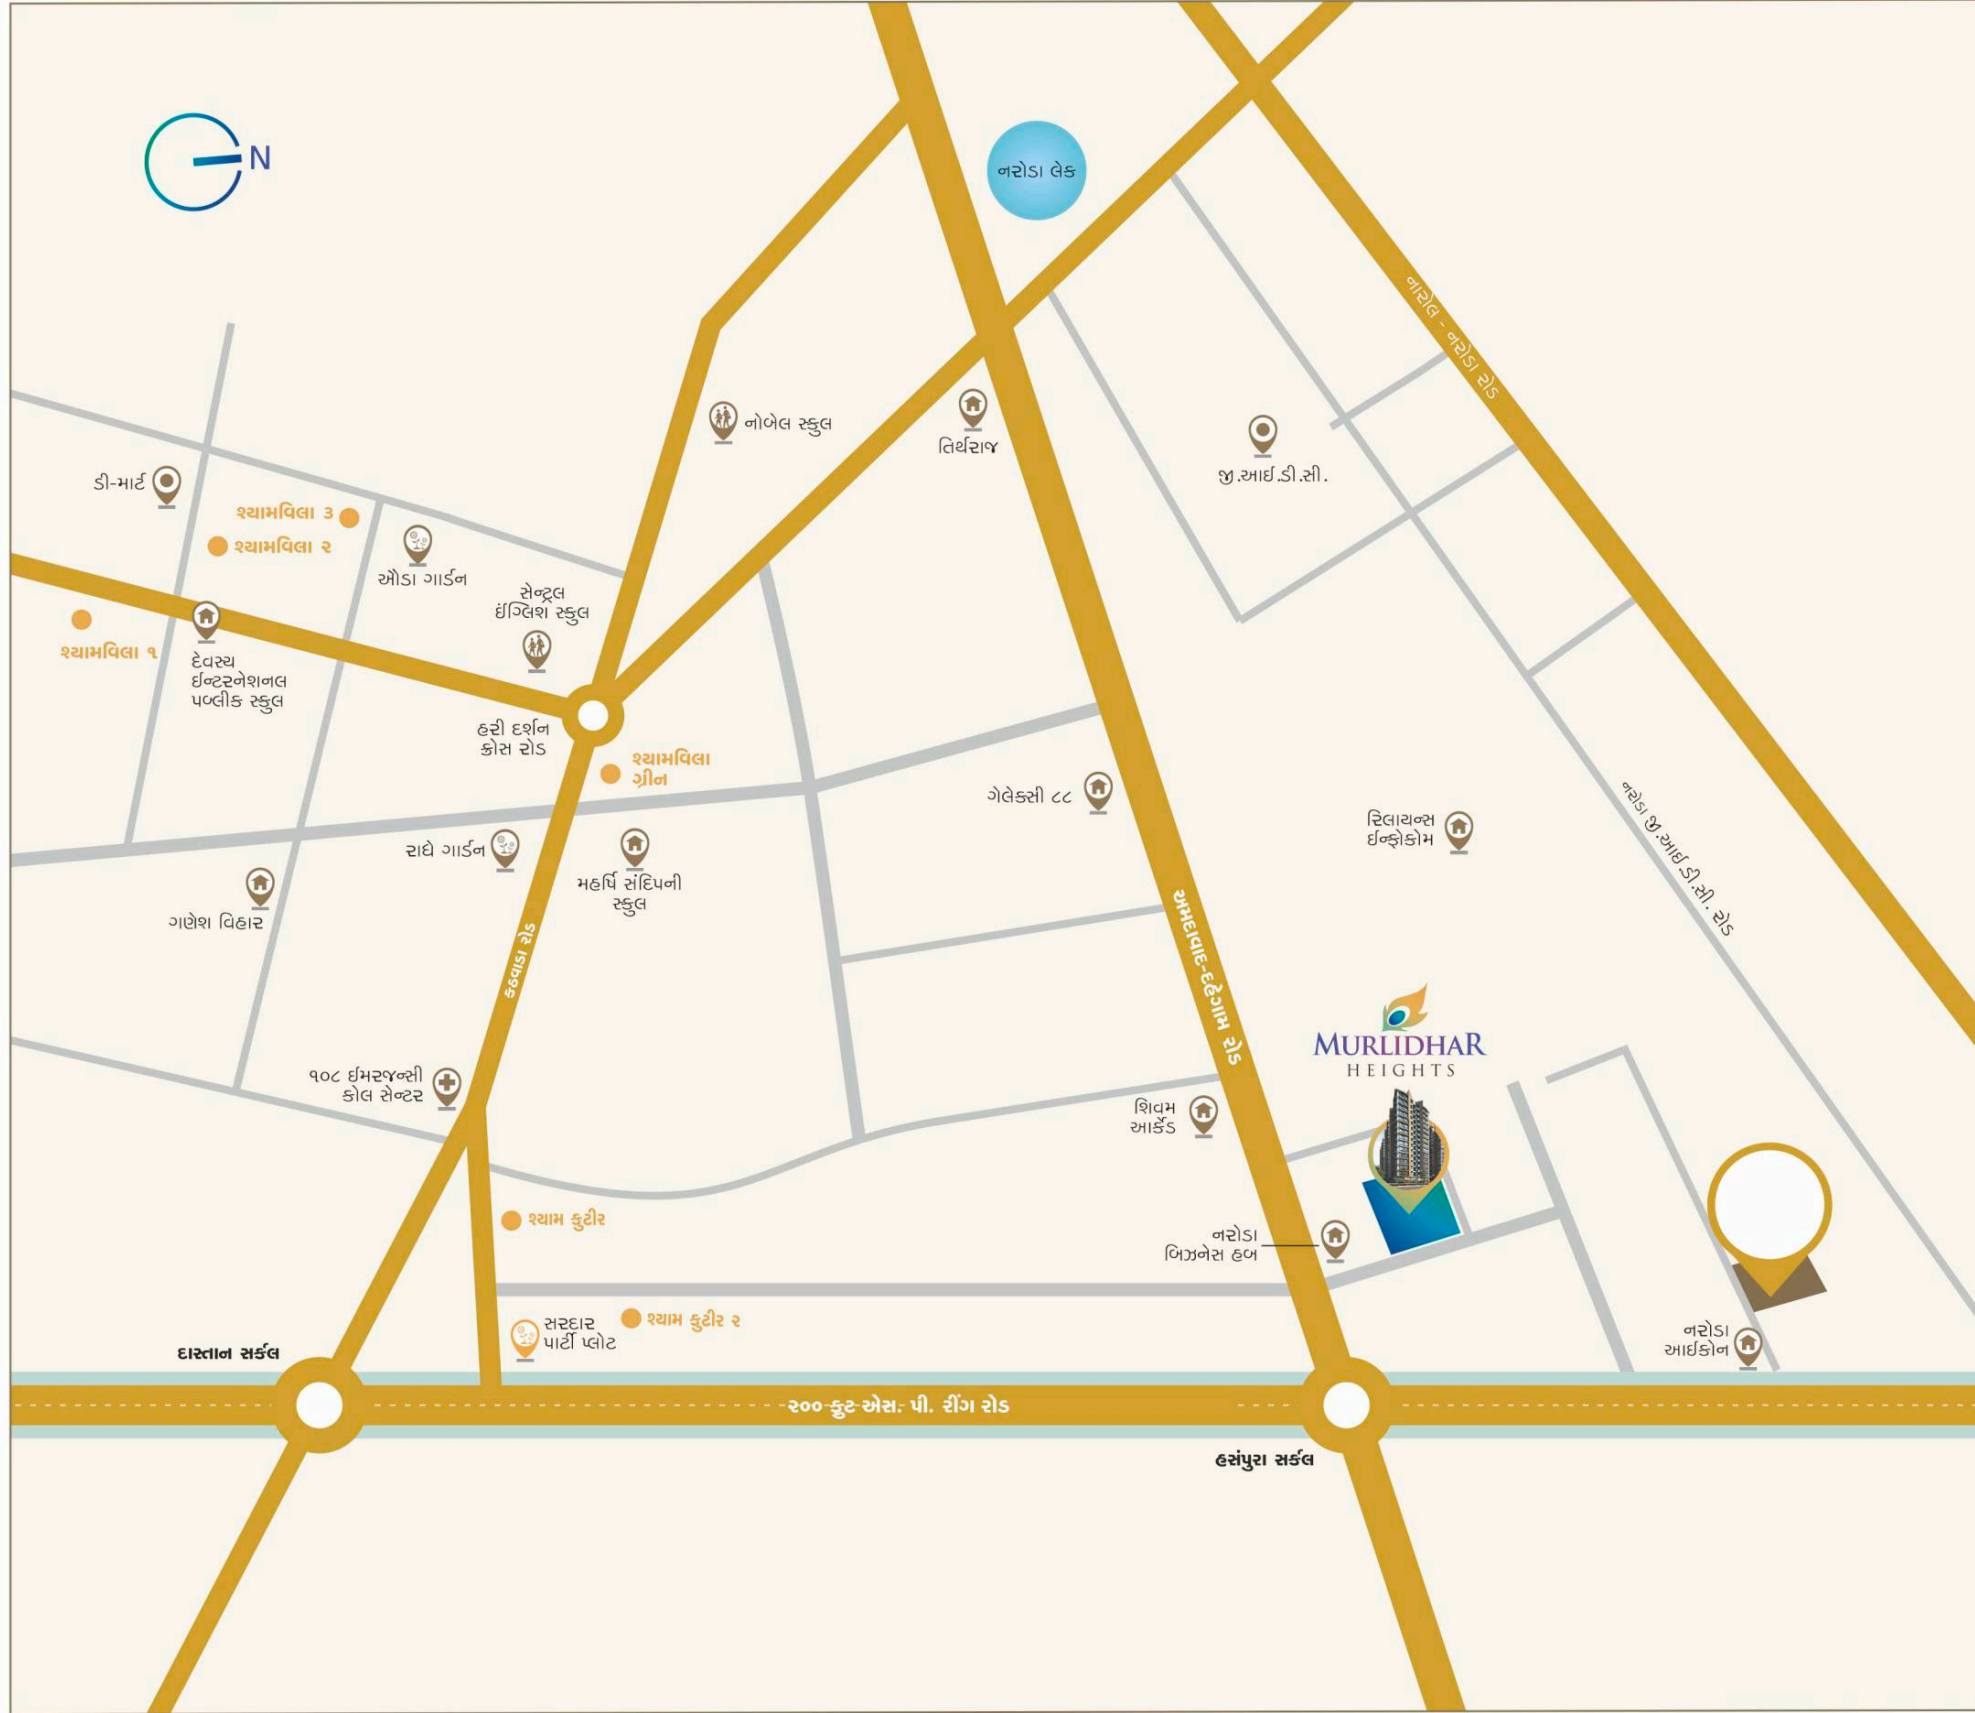 N
નરોડા લેક
નારોલ - નરોડા રોડ
નોબેલ સ્કુલ
તિર્થરાજ
જી.આઈ.ડી.સી.
ડી-માર્ટ
શ્યામવિલા ૩
શ્યામવિલા ૨
ઔડા ગાર્ડન
સેન્ટ્રલ
ઈંગ્લિશ સ્કુલ
શ્યામવિલા ૧
દેવસ્ય
ઈન્ટરનેશનલ
પબ્લીક સ્કુલ
હરી દર્શન
ક્રોસ રોડ
શ્યામવિલા
ગ્રીન
ગેલેક્સી ૮૮
રિલાયન્સ
ઈન્ફોકોમ
નરોડા જી.આઈ.ડી.સી. રોડ
રાધે ગાર્ડન
મહર્ષિ સંદિપની
સ્કુલ
ગણેશ વિહાર
કઠવાડા રોડ
અમદાવાદ-દહેગામ રોડ
MURLIDHAR
HEIGHTS
૧૦૮ ઈમરજન્સી
કોલ સેન્ટર
શિવમ
આર્કેડ
શ્યામ કુટીર
નરોડા
બિઝનેસ હબ
સરદાર
પાર્ટી પ્લોટ
શ્યામ કુટીર ૨
નરોડા
આઈકોન
દાસ્તાન સર્કલ
૨૦૦ ફુટ એસ. પી. રીંગ રોડ
હસંપુરા સર્કલ